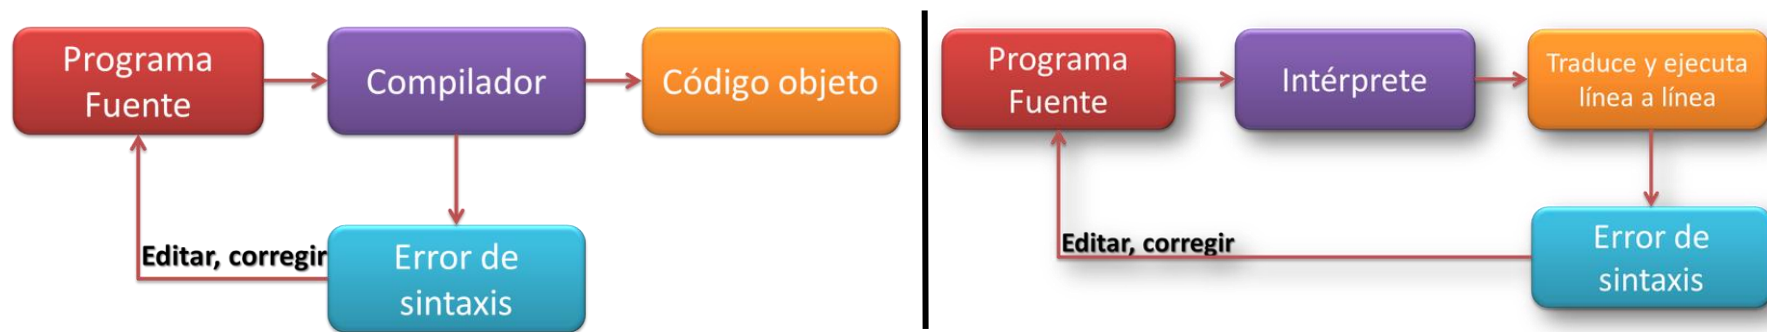 Programa
Fuente
Compilador
Código objeto
Editar, corregir
Error de
sintaxis
Programa
Fuente
Intérprete
Traduce y ejecuta
línea a línea
Editar, corregir
Error de
sintaxis